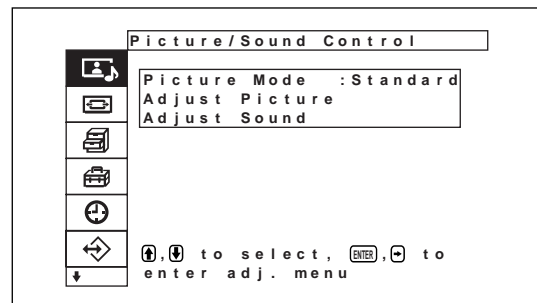 Picture/Sound Control
Picture Mode :Standard
Adjust Picture
Adjust Sound
, to select, ENTER, to
enter adj. menu